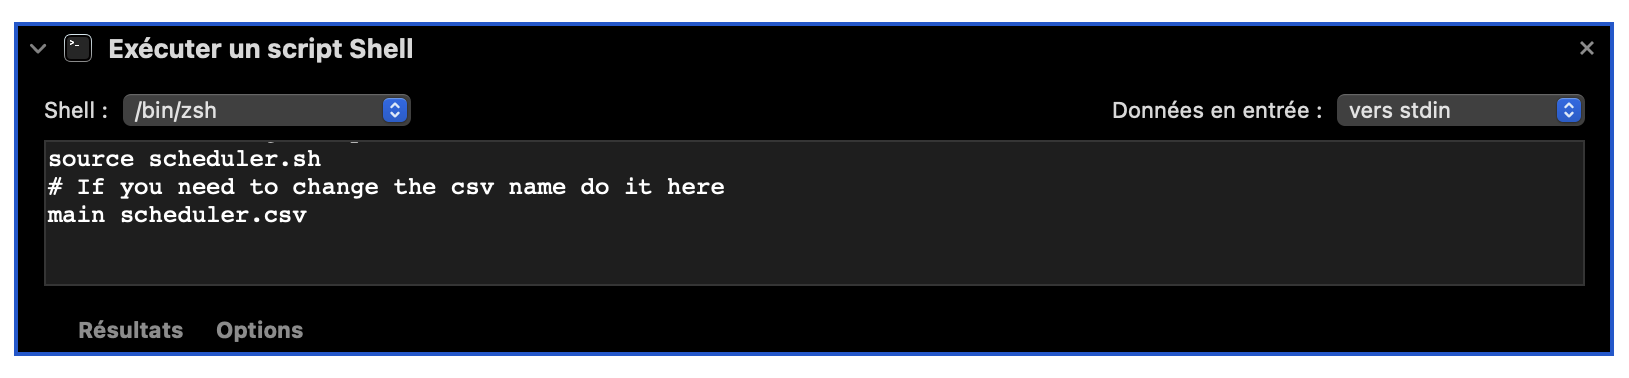 Exécuter un script Shell
Shell : /bin/zsh Données en entrée : vers stdin
source scheduler.sh
# If you need to change the csv name do it here
main scheduler.csv
Résultats Options